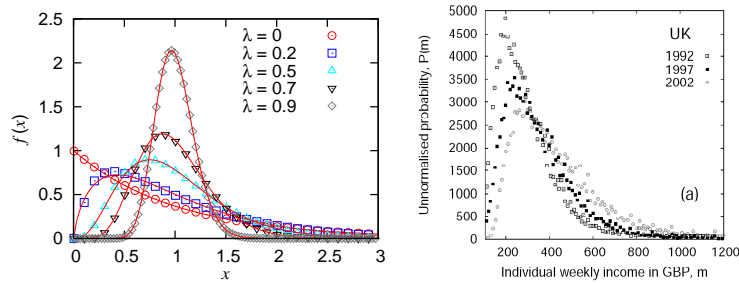 2.5
2
1.5
1
0.5
0
f(x)
λ = 0
λ = 0.2
λ = 0.5
λ = 0.7
λ = 0.9
0 0.5 1 1.5 2 2.5 3
x
5000
4500
4000
3500
3000
2500
2000
1500
1000
500
0
Unnormalised probability, P(m)
UK
1992
1997
2002
(a)
200 400 600 800 1000 1200
Individual weekly income in GBP, m